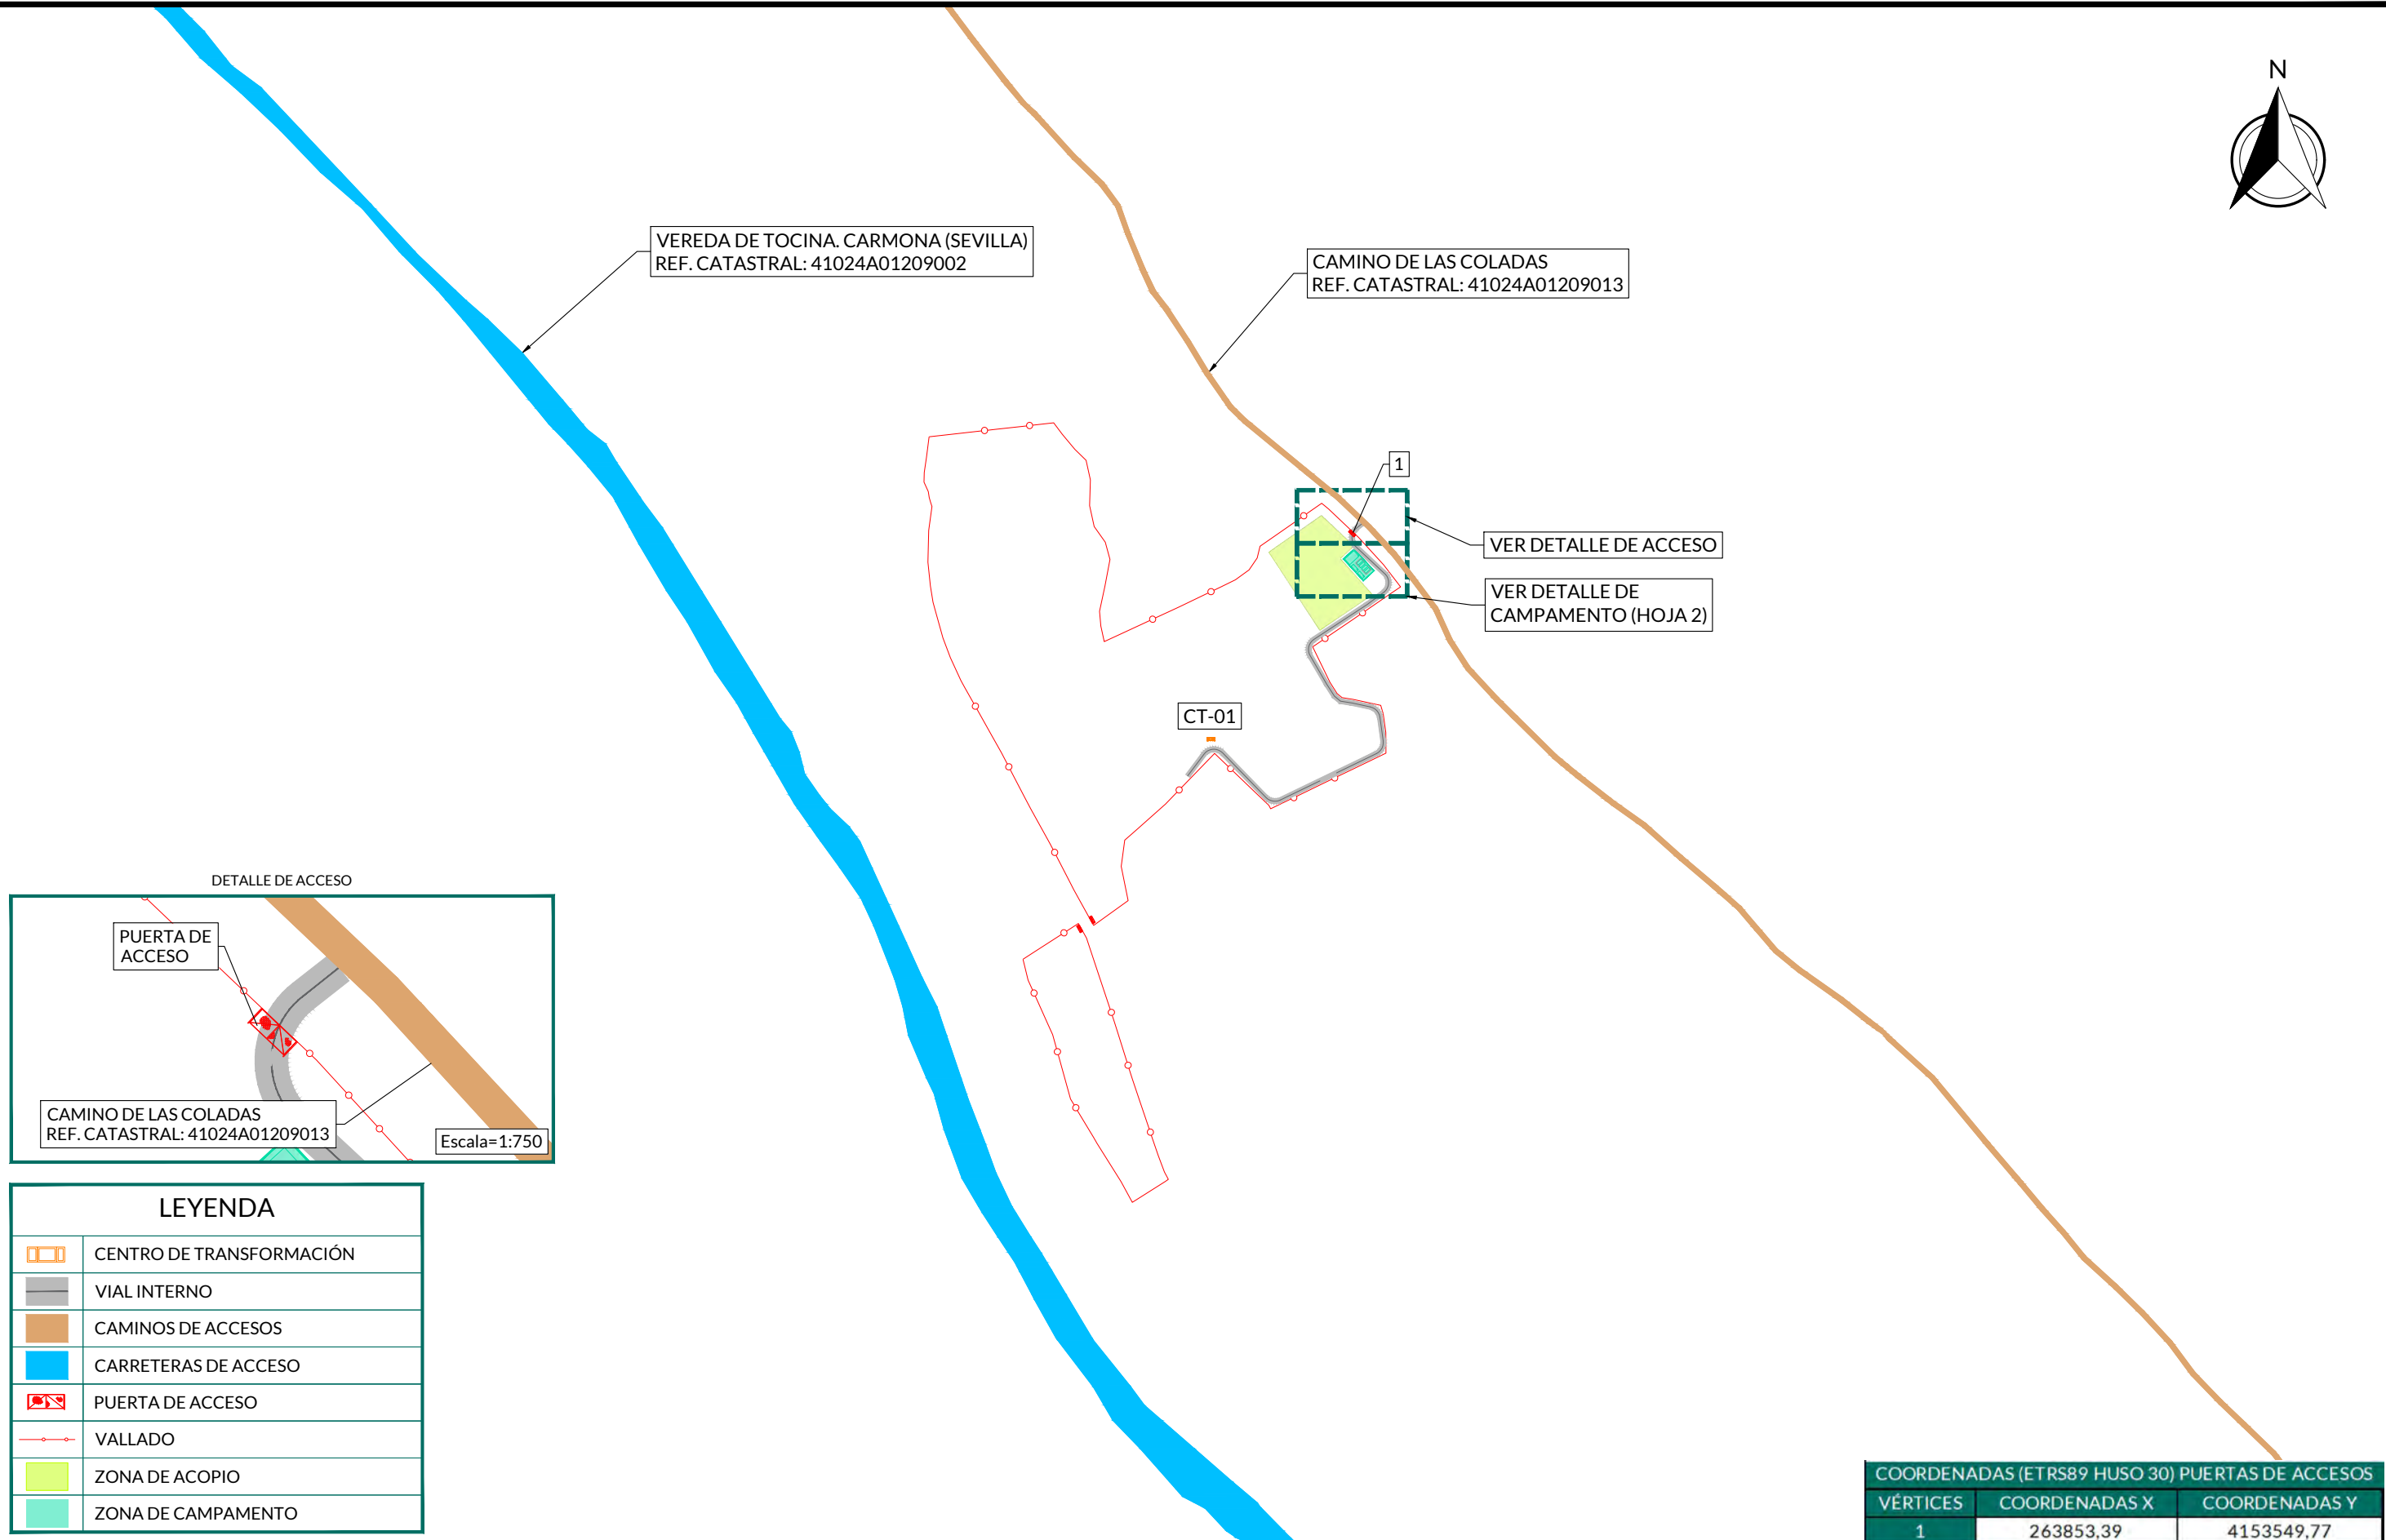 N
VEREDA DE TOCINA. CARMONA (SEVILLA)
REF. CATASTRAL: 41024A01209002
CAMINO DE LAS COLADAS
REF. CATASTRAL: 41024A01209013
1
VER DETALLE DE ACCESO
VER DETALLE DE
CAMPAMENTO (HOJA 2)
CT-01
DETALLE DE ACCESO
PUERTA DE
ACCESO
CAMINO DE LAS COLADAS
REF. CATASTRAL: 41024A01209013
Escala=1:750
LEYENDA
CENTRO DE TRANSFORMACIÓN
VIAL INTERNO
CAMINOS DE ACCESOS
CARRETERAS DE ACCESO
PUERTA DE ACCESO
VALLADO
ZONA DE ACOPIO
ZONA DE CAMPAMENTO
COORDENADAS (ETRS89 HUSO 30) PUERTAS DE ACCESOS
VÉRTICES COORDENADAS X COORDENADAS Y
1 263853,39 4153549,77